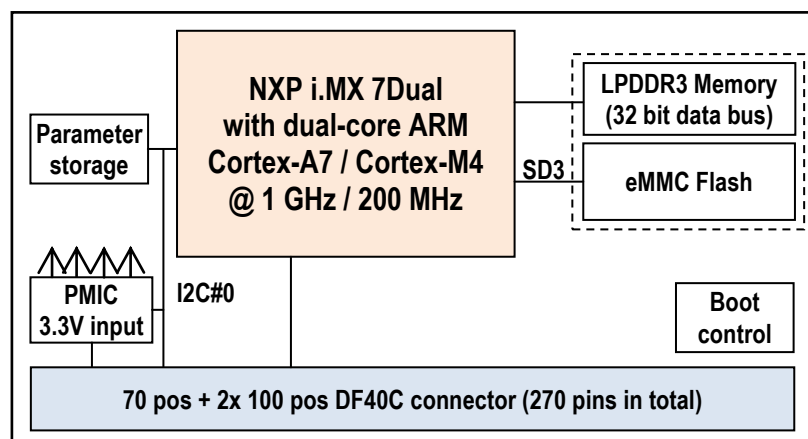 NXP i.MX 7Dual
with dual-core ARM
Cortex-A7 / Cortex-M4
@ 1 GHz / 200 MHz
LPDDR3 Memory
(32 bit data bus)
Parameter
storage
SD3
eMMC Flash
PMIC
3.3V input
I2C#0
Boot
control
70 pos + 2x 100 pos DF40C connector (270 pins in total)